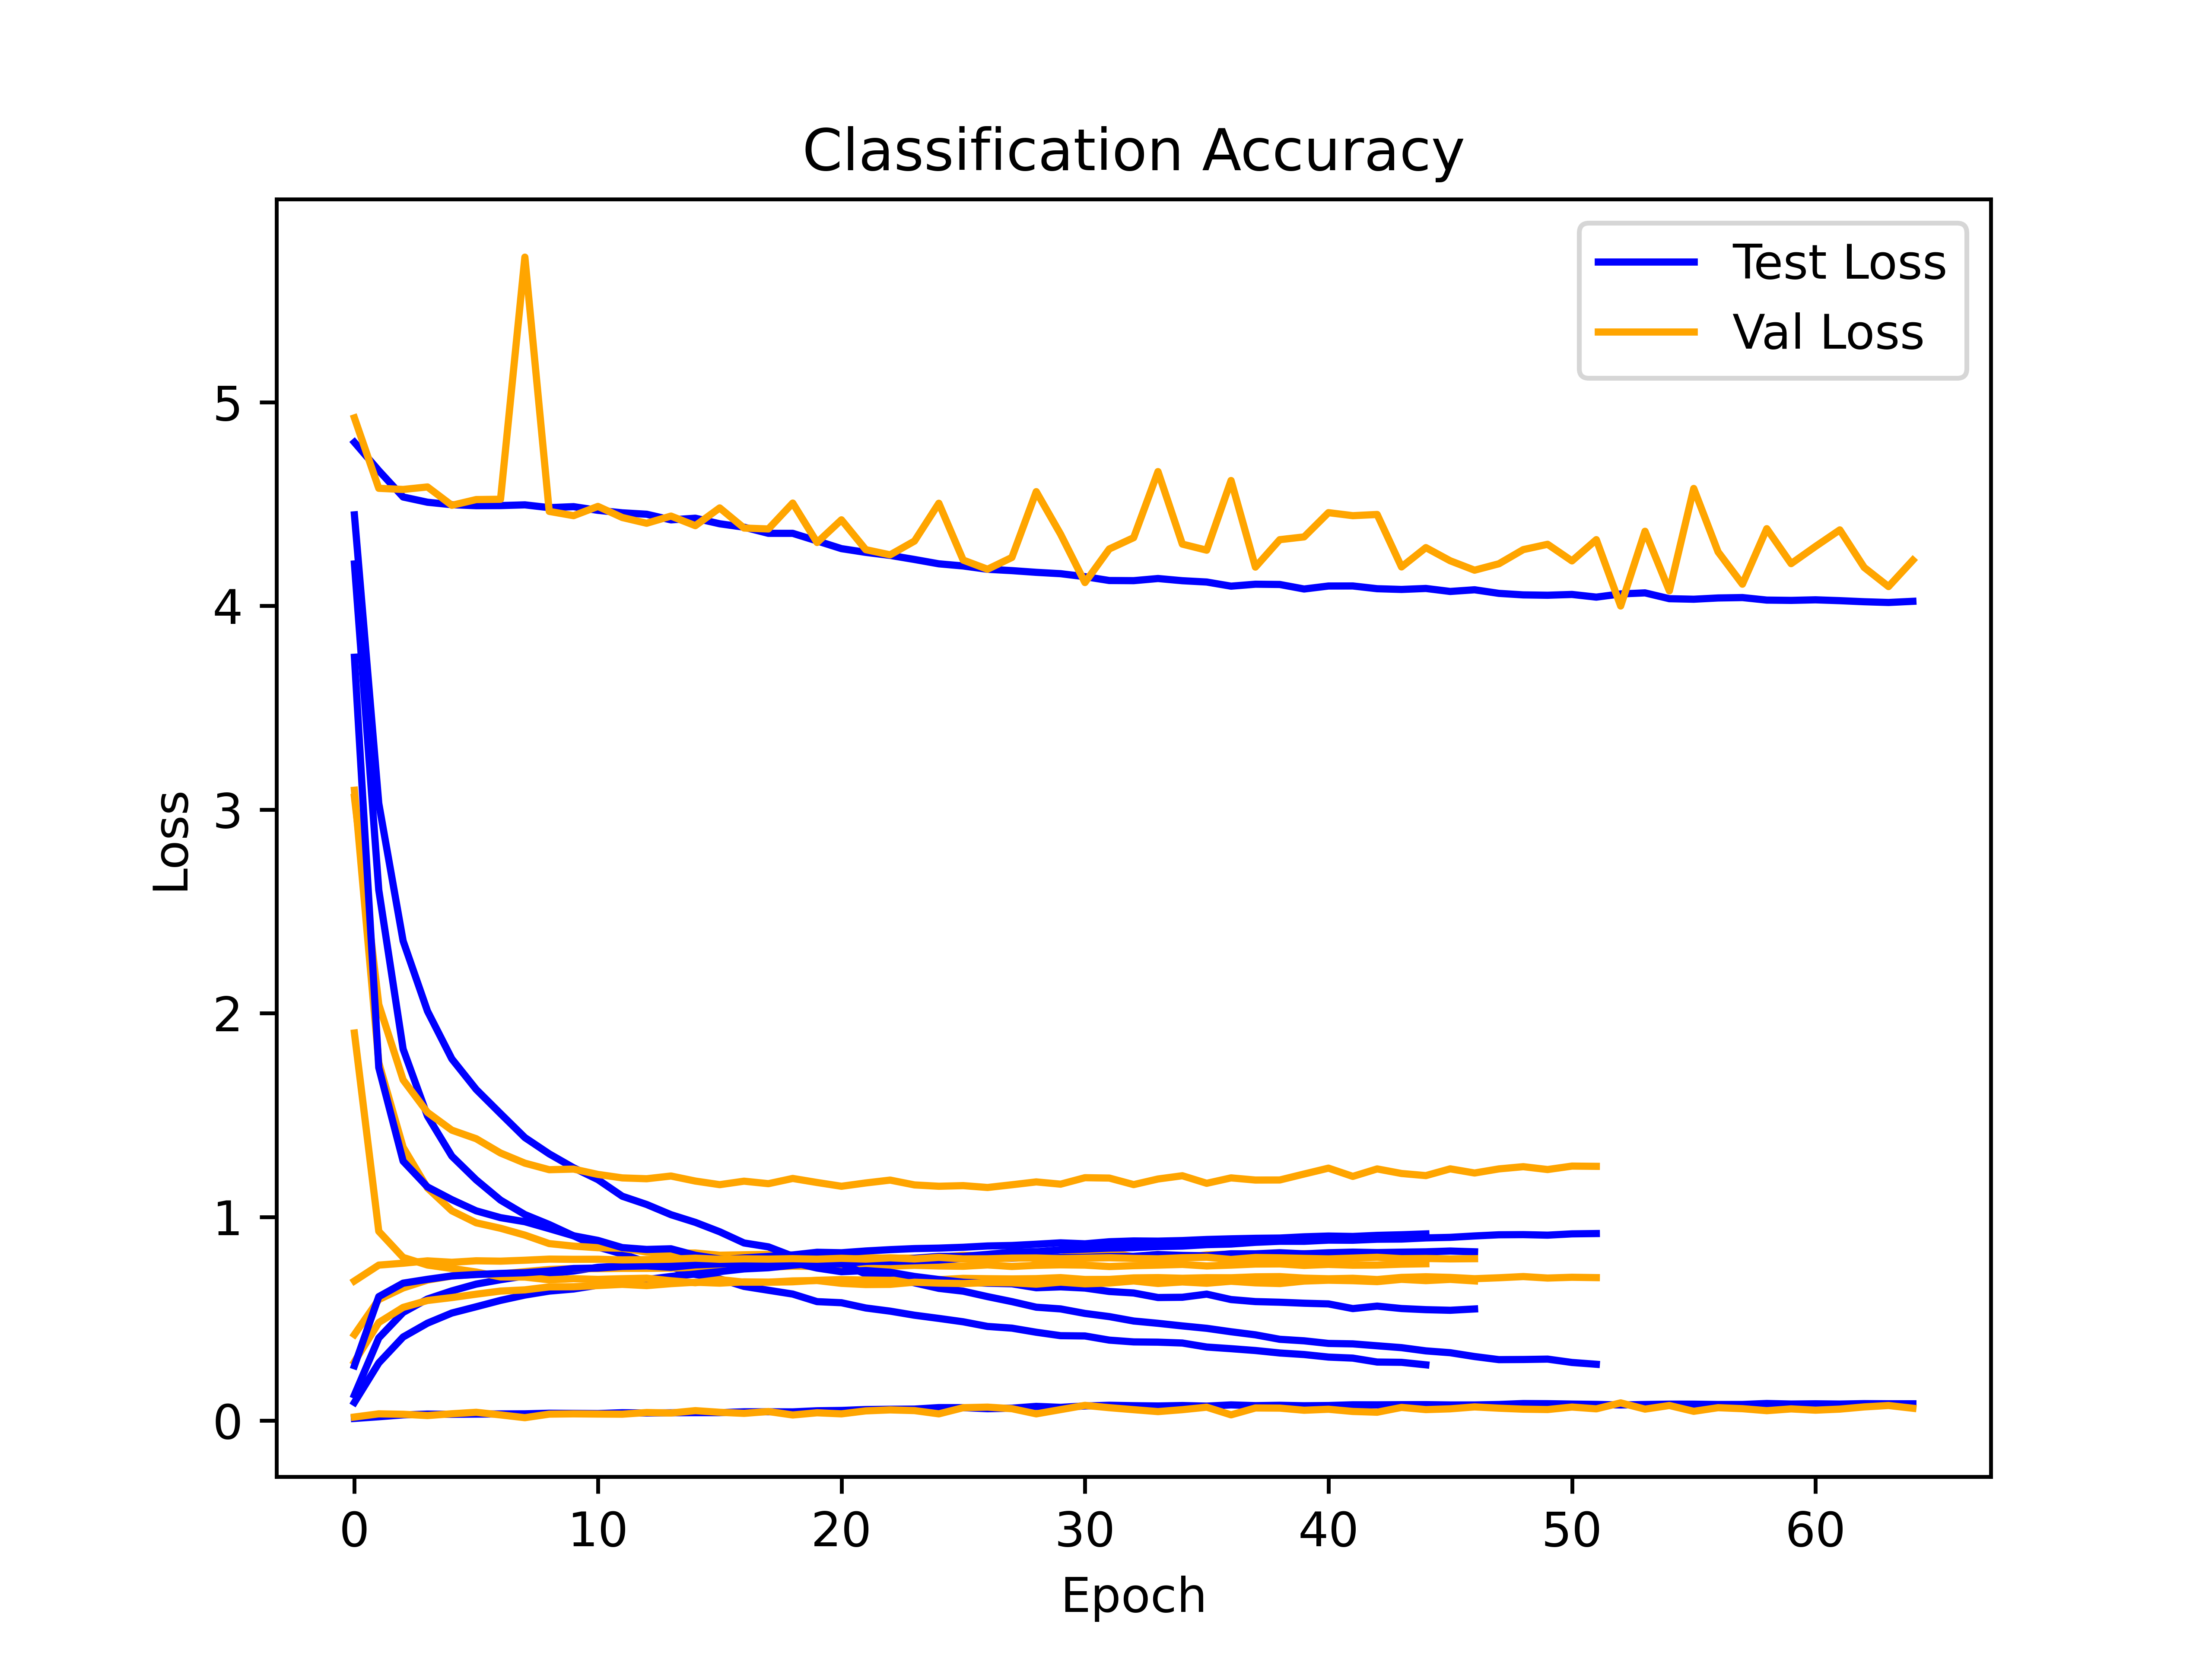 Classification Accuracy
Test Loss
Val Loss
5
4
3
2
1
0
Loss
0 10 20 30 40 50 60
Epoch